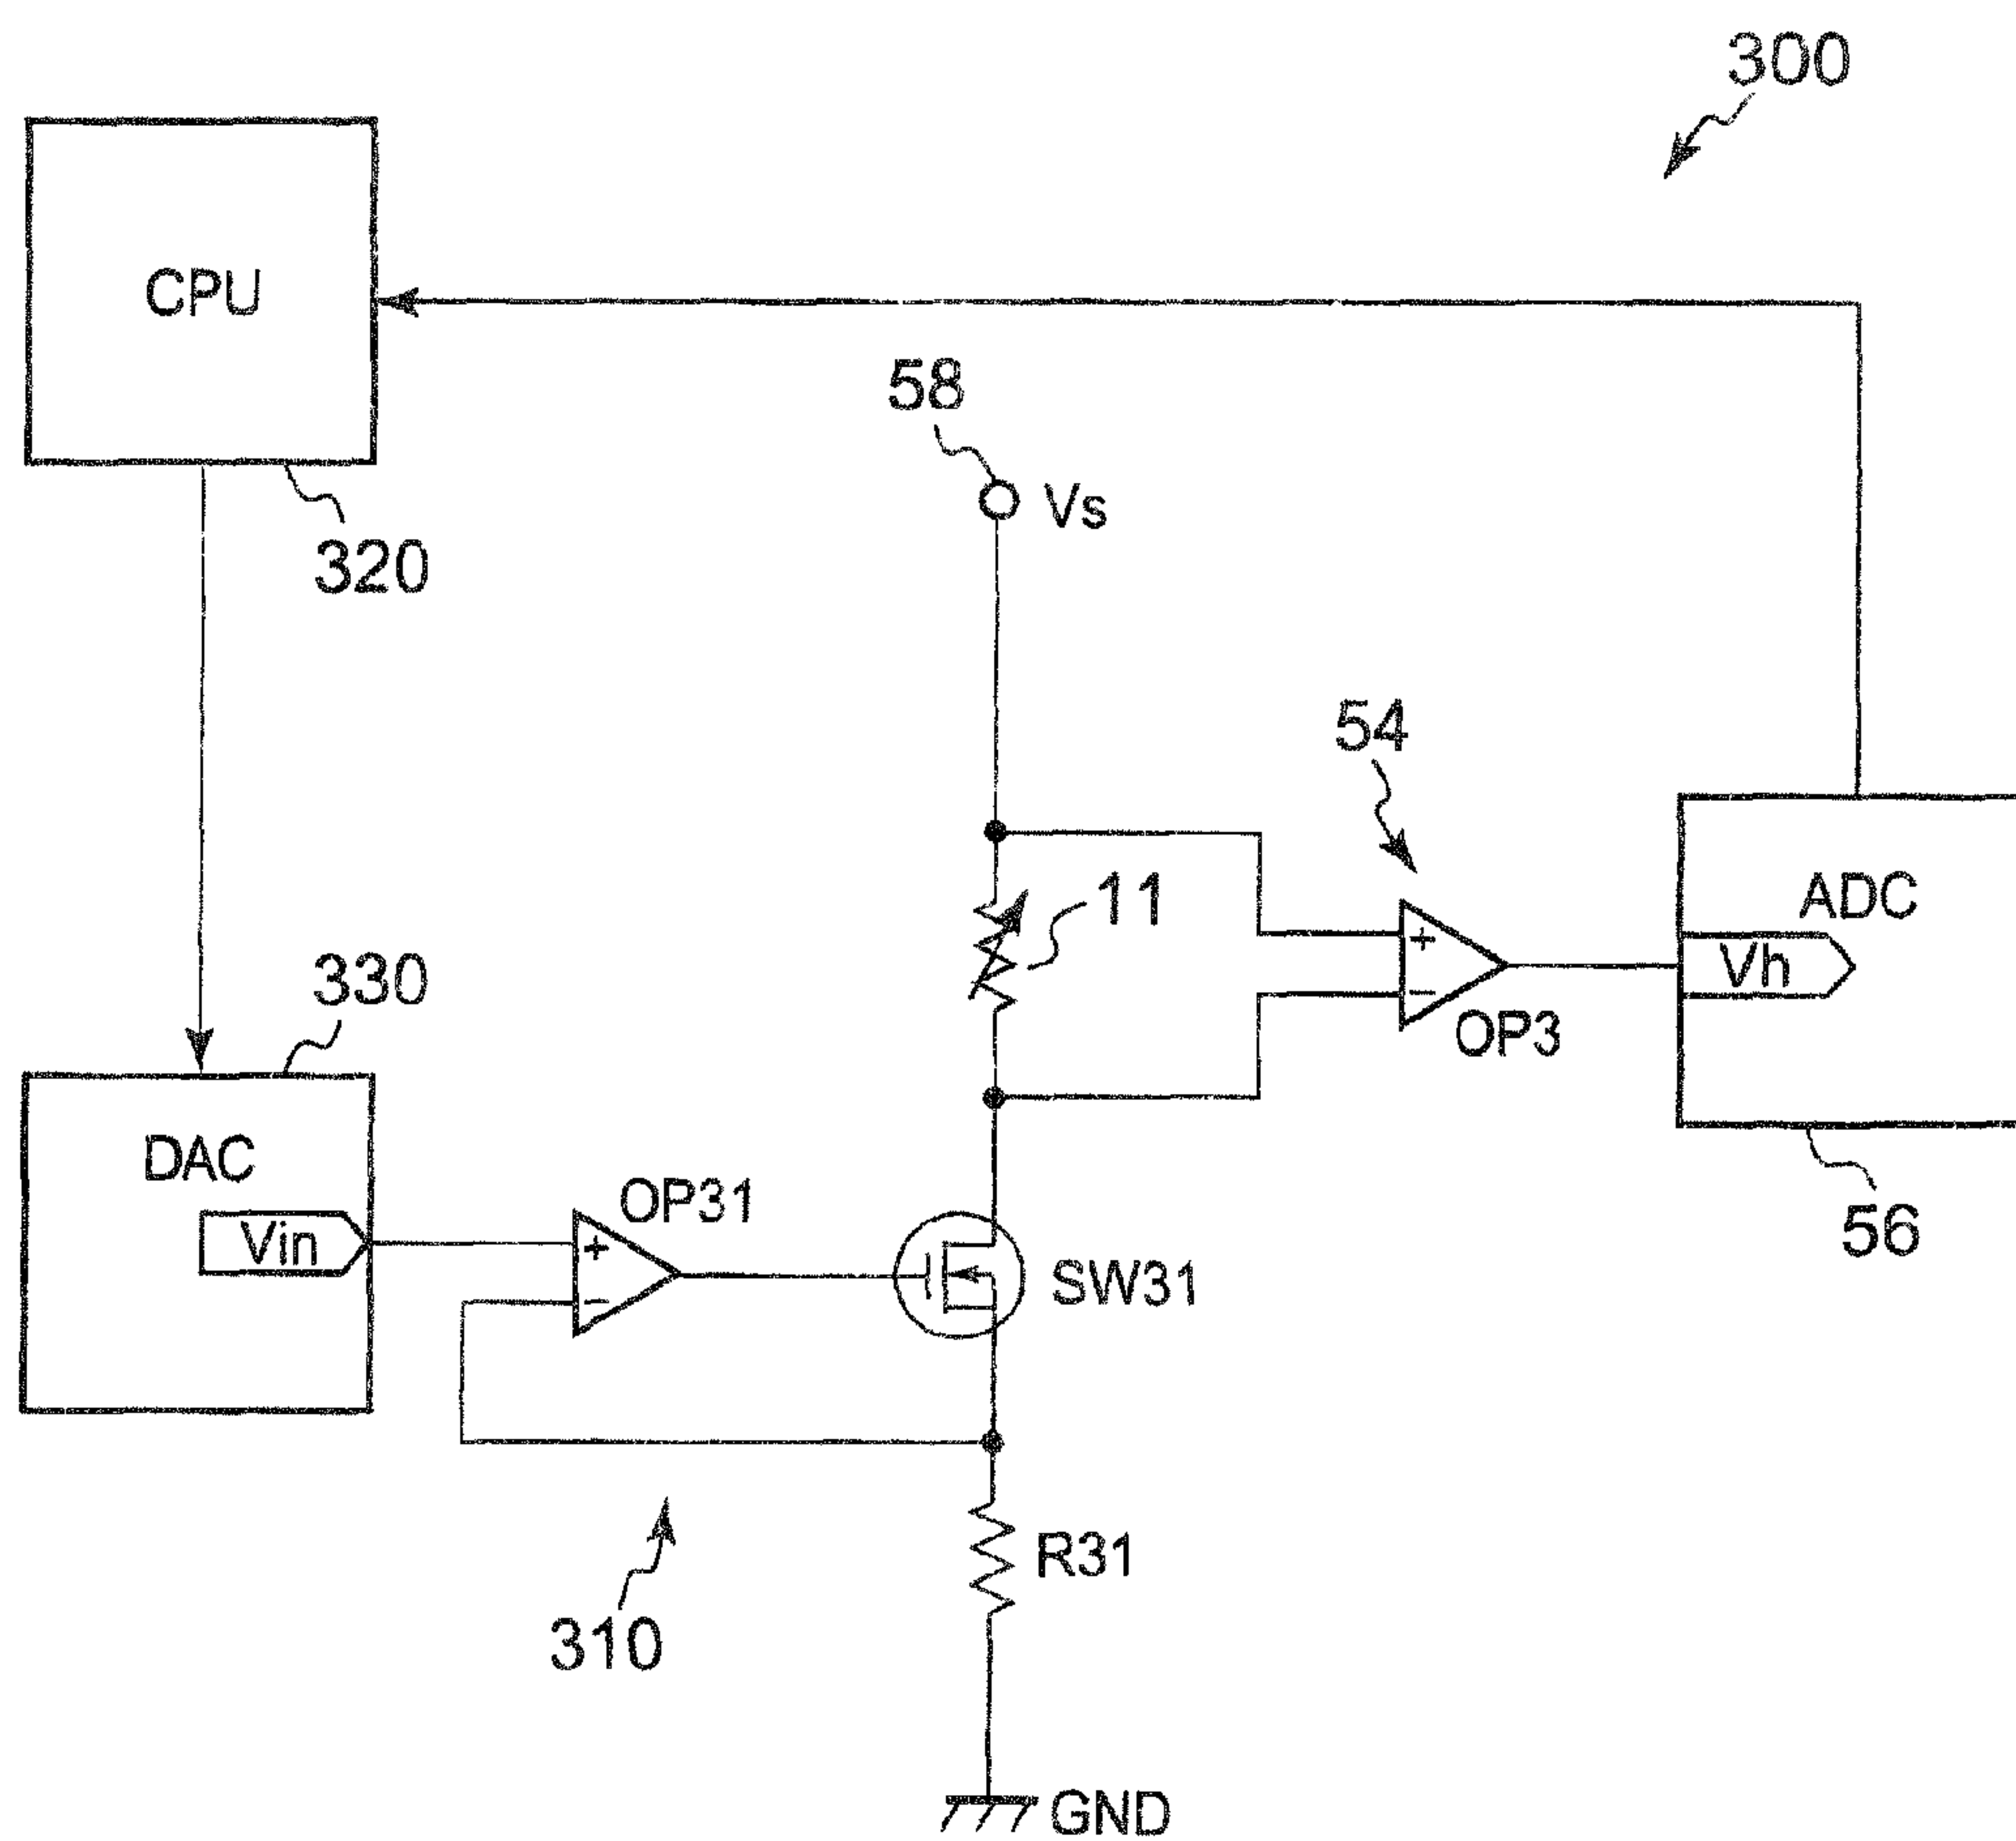 300
CPU
58
Vs
320
54
11
ADC
Vh
330
OP3
DAC
OP31
Vin
+
−
+
−
SW31
56
R31
310
GND